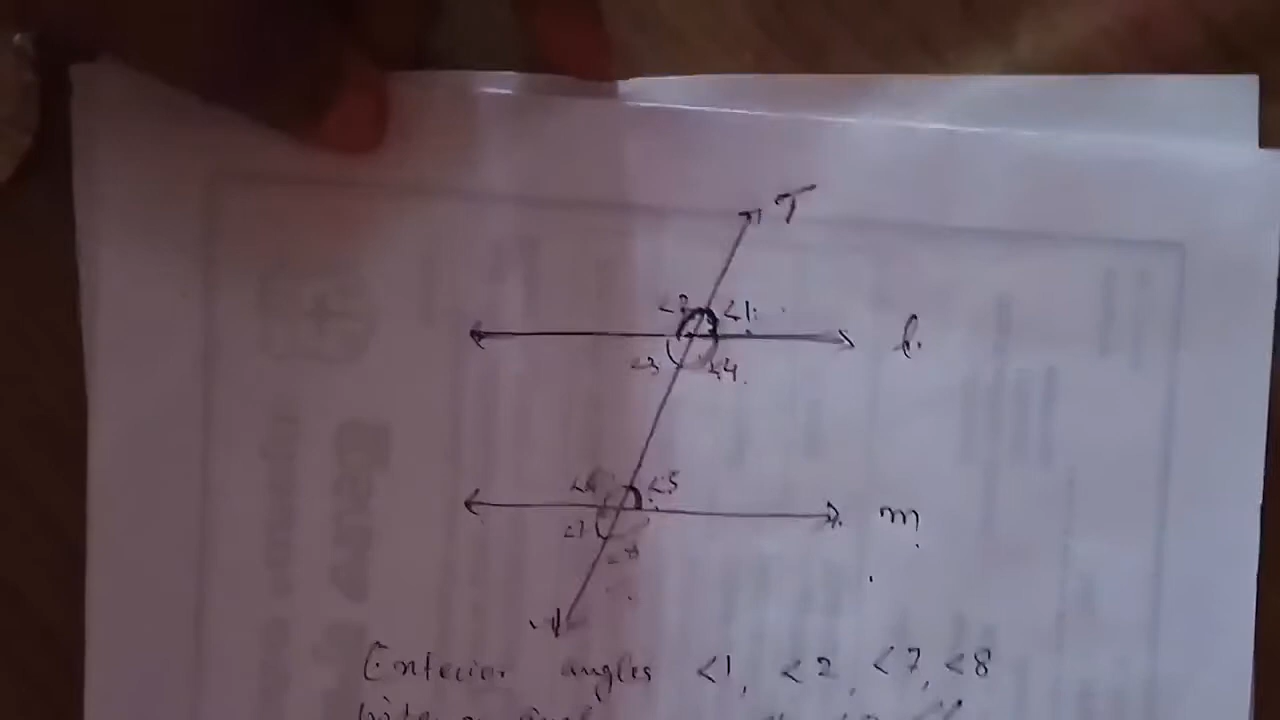 T
<2 <1
l
<3 <4
<6 <5
m
<7 <8
Exterior angles <1, <2, <7, <8